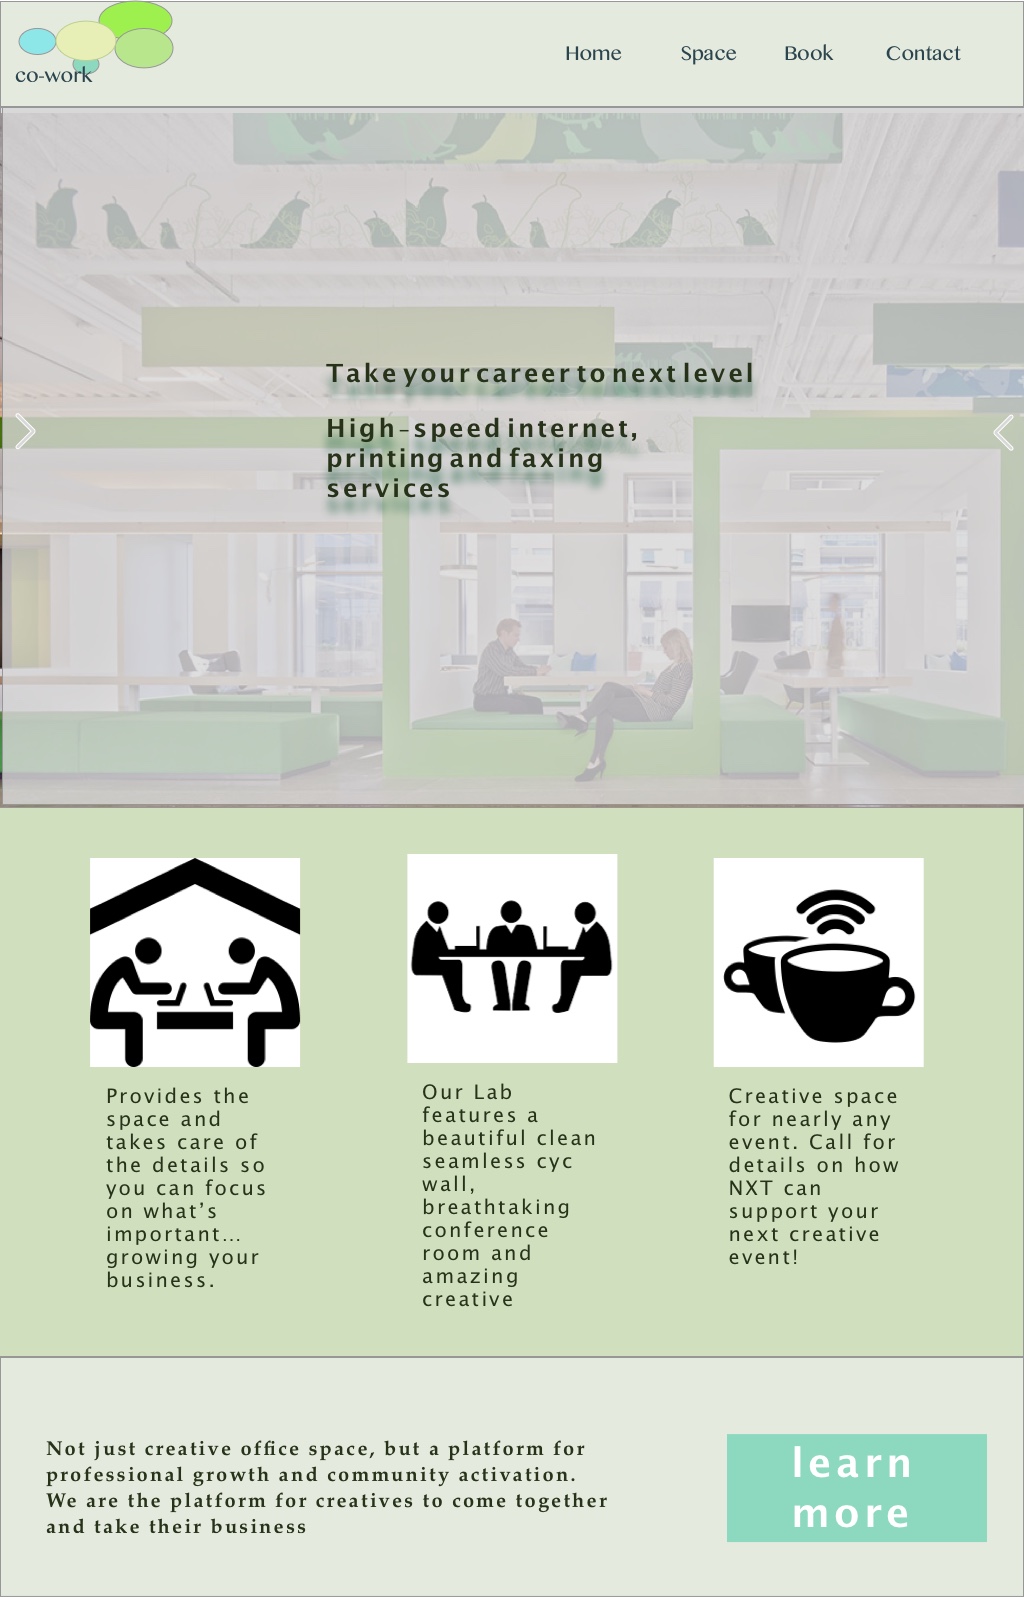 co-work
Home Space Book Contact
Take your career to next level
High-speed internet,
printing and faxing
services
Provides the
space and
takes care of
the details so
you can focus
on what’s
important…
growing your
business.
Our Lab
features a
beautiful clean
seamless cyc
wall,
breathtaking
conference
room and
amazing
creative
Creative space
for nearly any
event. Call for
details on how
NXT can
support your
next creative
event!
Not just creative office space, but a platform for
professional growth and community activation.
We are the platform for creatives to come together
and take their business
learn
more